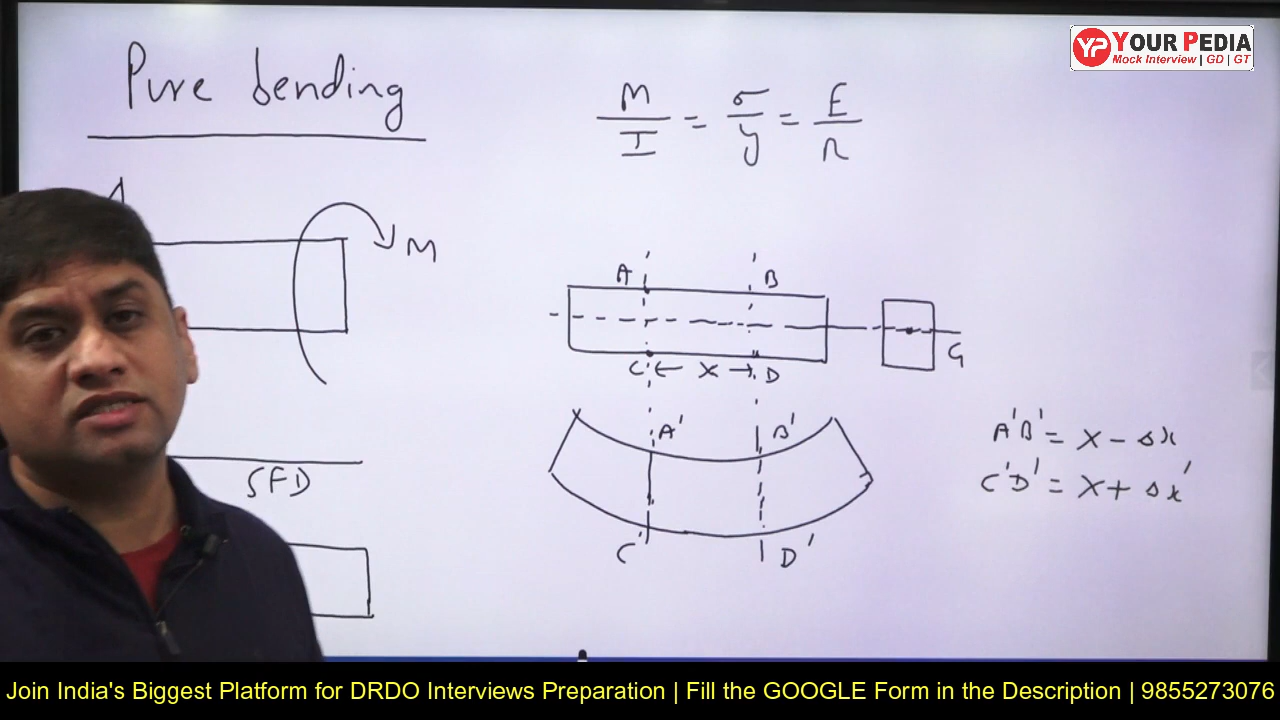 YP YOUR PEDIA
Mock Interview | GD | GT
Pure bending
M/I = σ/y = E/R
M
A B
C ← x → D
G
A' B'
C' D'
A'B' = x - Δx
C'D' = x + Δx'
SFD
Join India's Biggest Platform for DRDO Interviews Preparation | Fill the GOOGLE Form in the Description | 9855273076